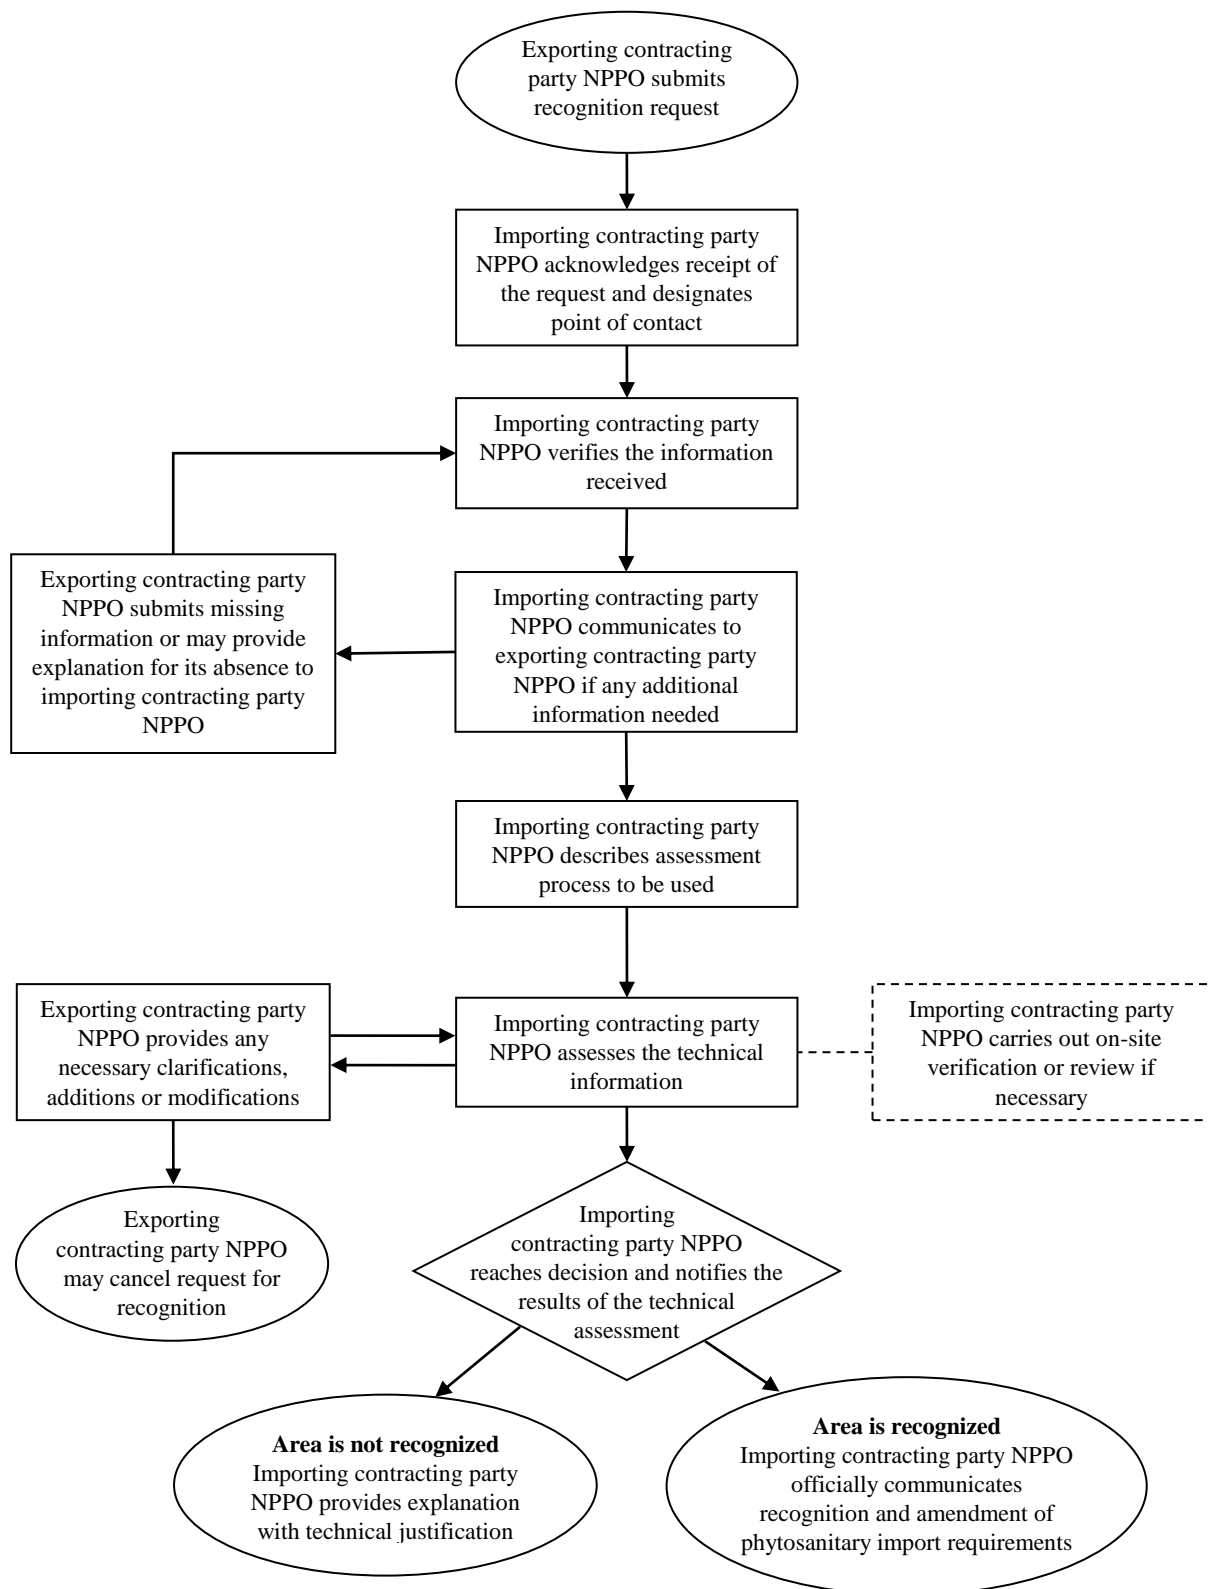 Exporting contracting
party NPPO submits
recognition request
Importing contracting party
NPPO acknowledges receipt of
the request and designates
point of contact
Importing contracting party
NPPO verifies the information
received
Exporting contracting party
NPPO submits missing
information or may provide
explanation for its absence to
importing contracting party
NPPO
Importing contracting party
NPPO communicates to
exporting contracting party
NPPO if any additional
information needed
Importing contracting party
NPPO describes assessment
process to be used
Exporting contracting party
NPPO provides any
necessary clarifications,
additions or modifications
Importing contracting party
NPPO assesses the technical
information
Importing contracting party
NPPO carries out on-site
verification or review if
necessary
Exporting
contracting party NPPO
may cancel request for
recognition
Importing
contracting party NPPO
reaches decision and notifies the
results of the technical
assessment
Area is not recognized
Importing contracting party
NPPO provides explanation
with technical justification
Area is recognized
Importing contracting party NPPO
officially communicates
recognition and amendment of
phytosanitary import requirements